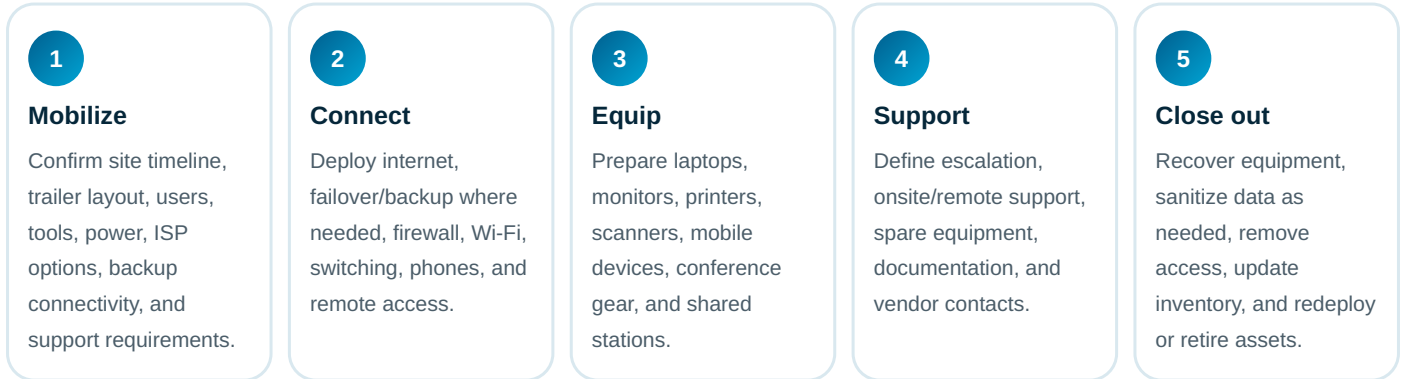 1
Mobilize
Confirm site timeline,
trailer layout, users,
tools, power, ISP
options, backup
connectivity, and
support requirements.
2
Connect
Deploy internet,
failover/backup where
needed, firewall, Wi-Fi,
switching, phones, and
remote access.
3
Equip
Prepare laptops,
monitors, printers,
scanners, mobile
devices, conference
gear, and shared
stations.
4
Support
Define escalation,
onsite/remote support,
spare equipment,
documentation, and
vendor contacts.
5
Close out
Recover equipment,
sanitize data as
needed, remove
access, update
inventory, and redeploy
or retire assets.